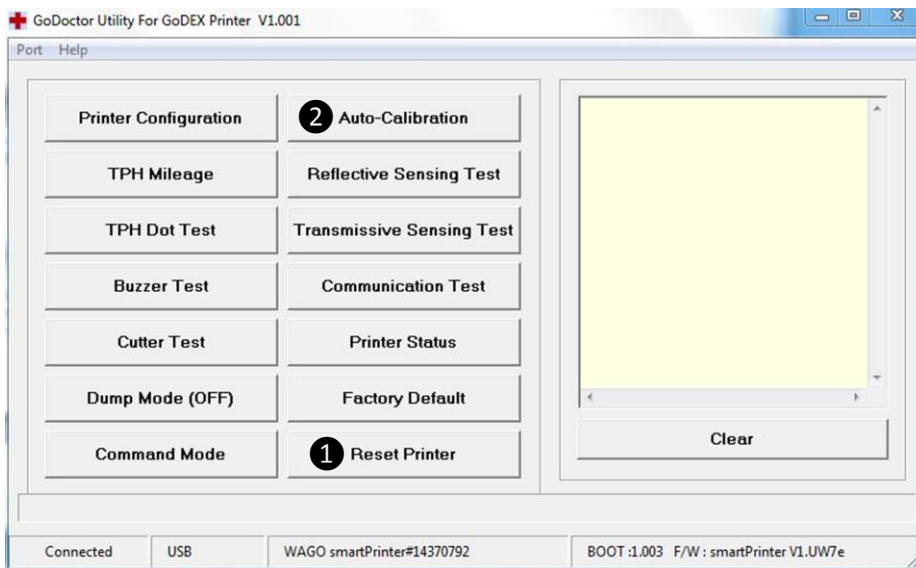 GoDoctor Utility For GoDEX Printer V1.001
Port Help
Printer Configuration
2 Auto-Calibration
TPH Mileage
Reflective Sensing Test
TPH Dot Test
Transmissive Sensing Test
Buzzer Test
Communication Test
Cutter Test
Printer Status
Dump Mode (OFF)
Factory Default
Command Mode
1 Reset Printer
Clear
Connected
USB
WAGO smartPrinter#14370792
BOOT :1.003 F/W : smartPrinter V1.UW7e